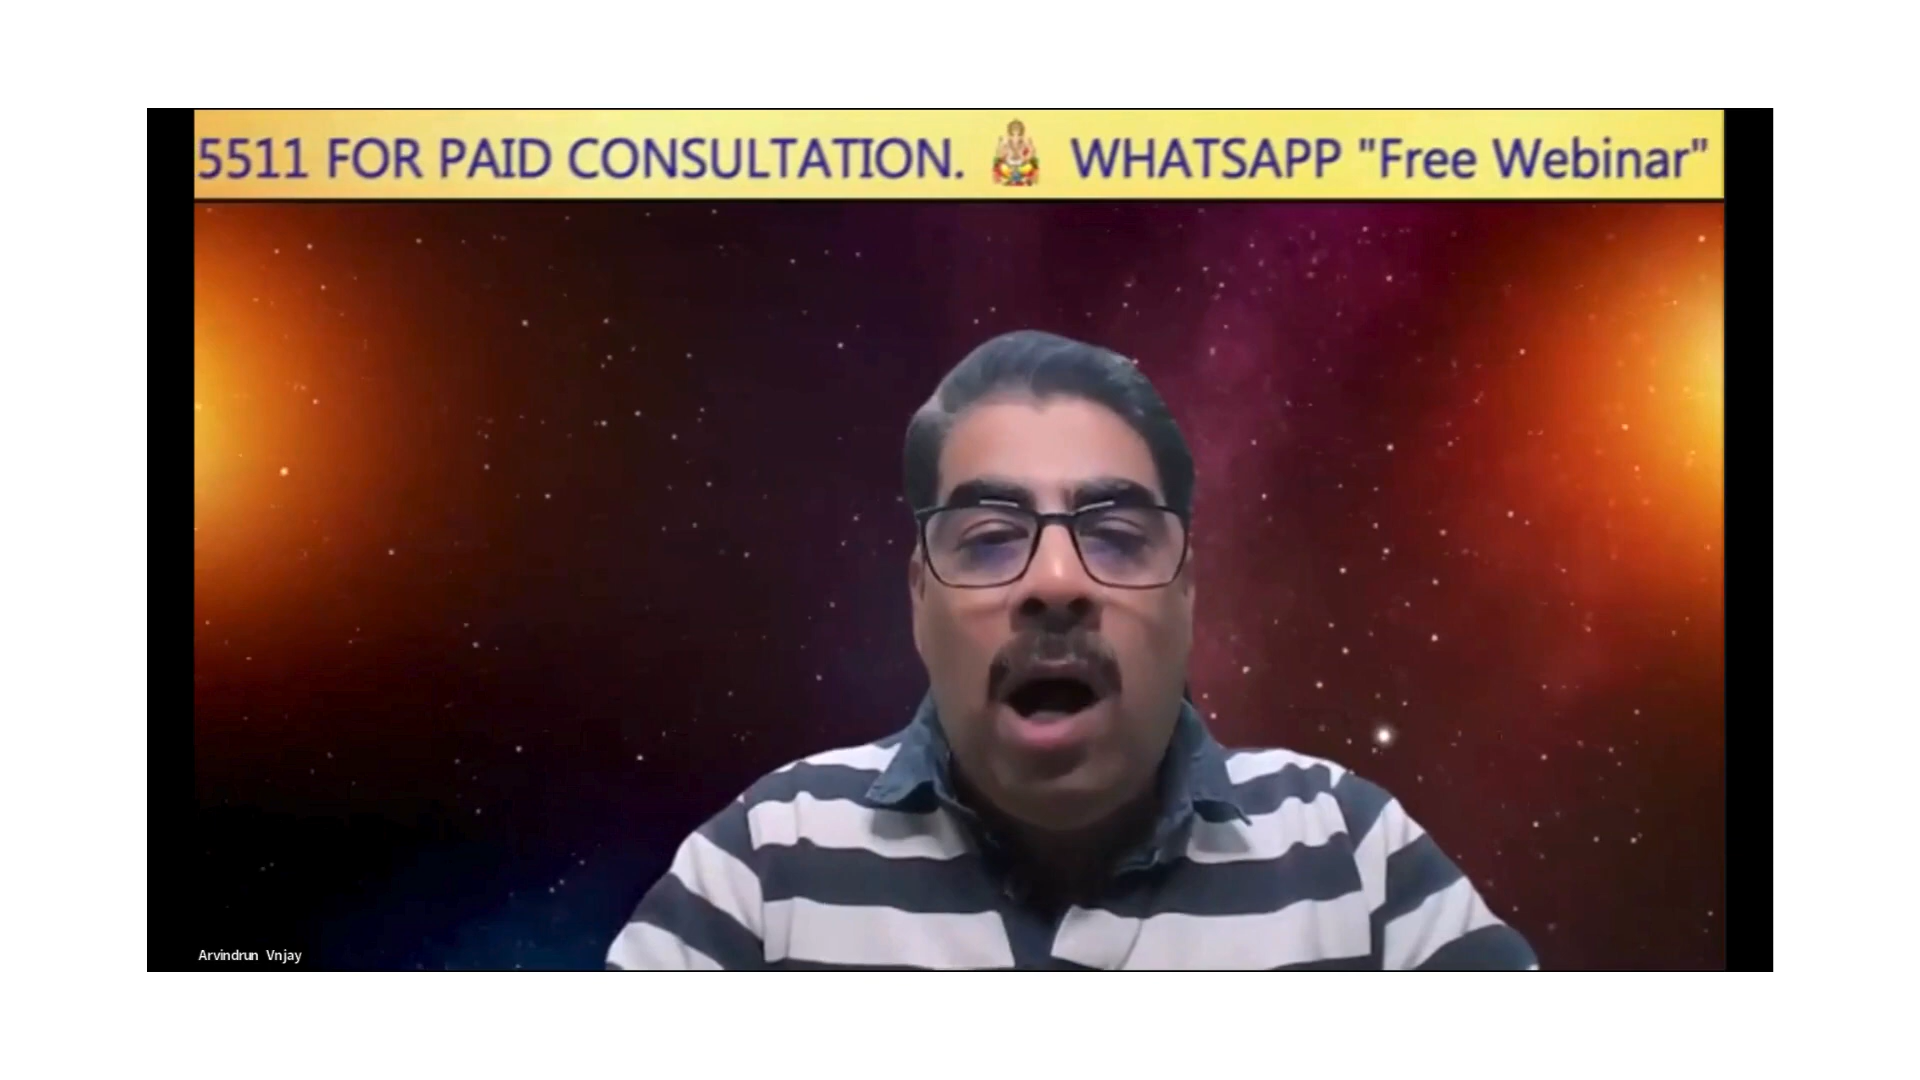 5511 FOR PAID CONSULTATION. WHATSAPP "Free Webinar"
Arvindrun Vnjay